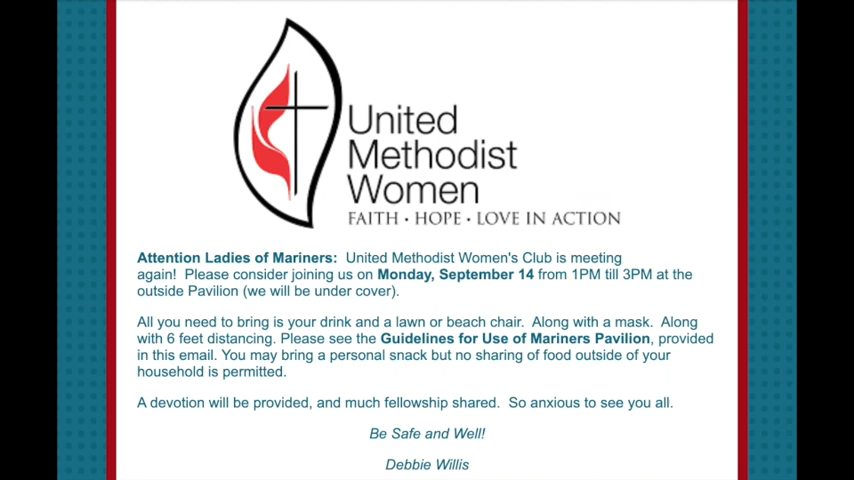 United
Methodist
Women
FAITH • HOPE • LOVE IN ACTION
Attention Ladies of Mariners:  United Methodist Women's Club is meeting
again!  Please consider joining us on Monday, September 14 from 1PM till 3PM at the
outside Pavilion (we will be under cover).
All you need to bring is your drink and a lawn or beach chair.  Along with a mask.  Along
with 6 feet distancing. Please see the Guidelines for Use of Mariners Pavilion, provided
in this email. You may bring a personal snack but no sharing of food outside of your
household is permitted.
A devotion will be provided, and much fellowship shared.  So anxious to see you all.
Be Safe and Well!
Debbie Willis